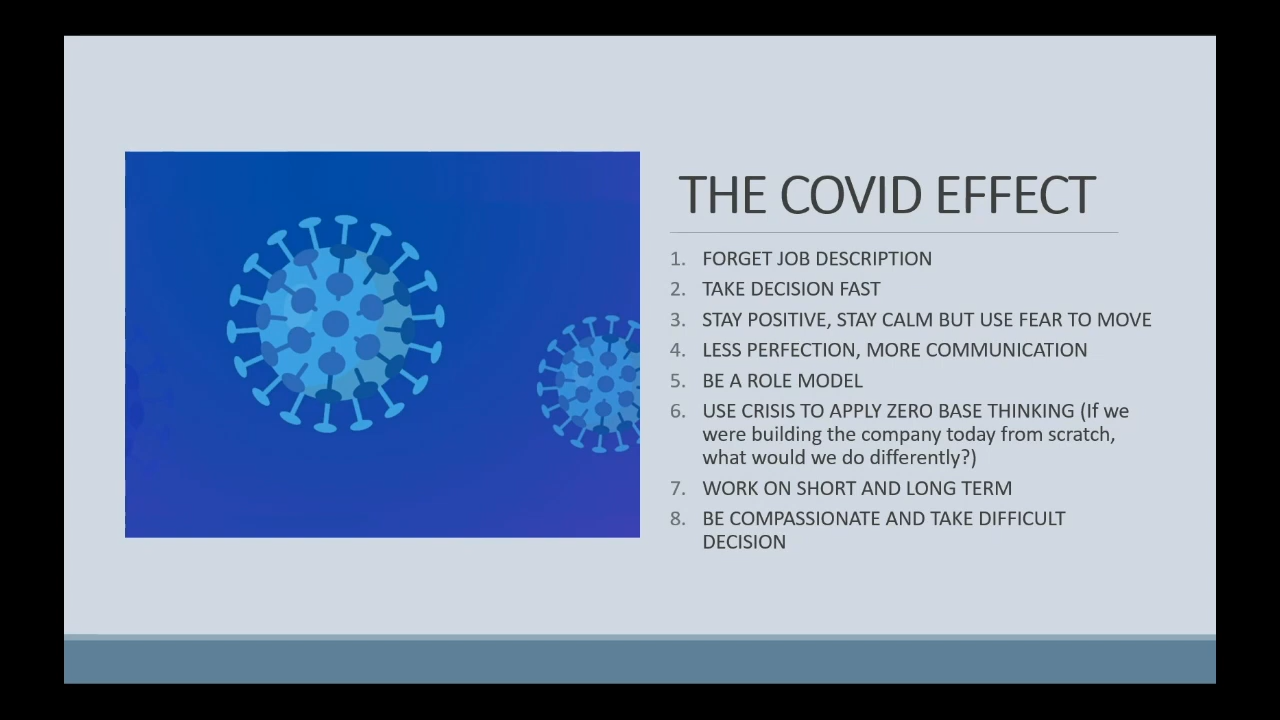 THE COVID EFFECT
1. FORGET JOB DESCRIPTION
2. TAKE DECISION FAST
3. STAY POSITIVE, STAY CALM BUT USE FEAR TO MOVE
4. LESS PERFECTION, MORE COMMUNICATION
5. BE A ROLE MODEL
6. USE CRISIS TO APPLY ZERO BASE THINKING (If we
were building the company today from scratch,
what would we do differently?)
7. WORK ON SHORT AND LONG TERM
8. BE COMPASSIONATE AND TAKE DIFFICULT
DECISION